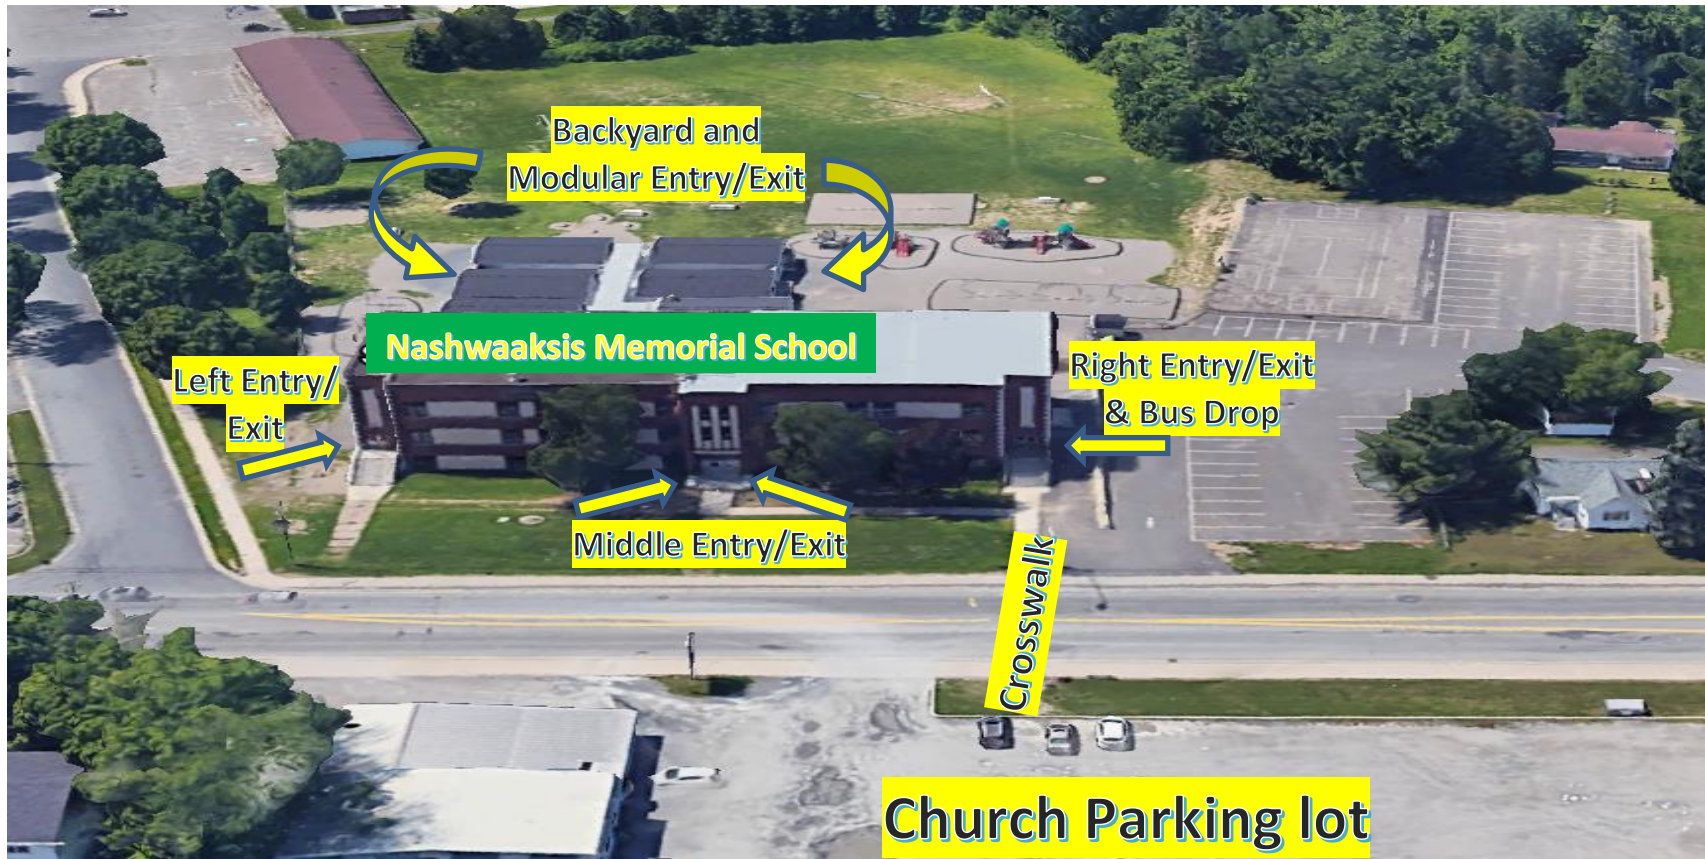 Backyard and
Modular Entry/Exit
Nashwaaksis Memorial School
Left Entry/
Exit
Right Entry/Exit
& Bus Drop
Middle Entry/Exit
Crosswalk
Church Parking lot